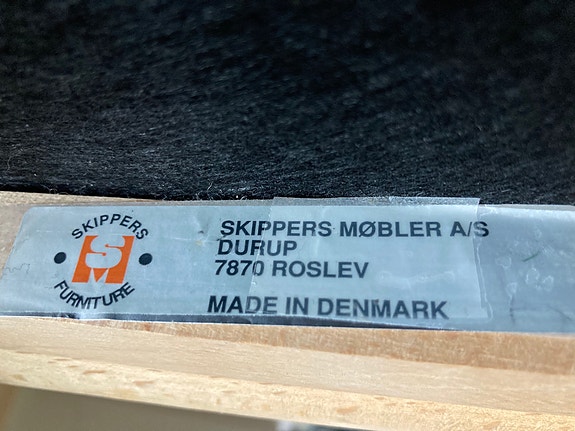 SKIPPERS
SM
FURNITURE
SKIPPERS MØBLER A/S
DURUP
7870 ROSLEV
MADE IN DENMARK